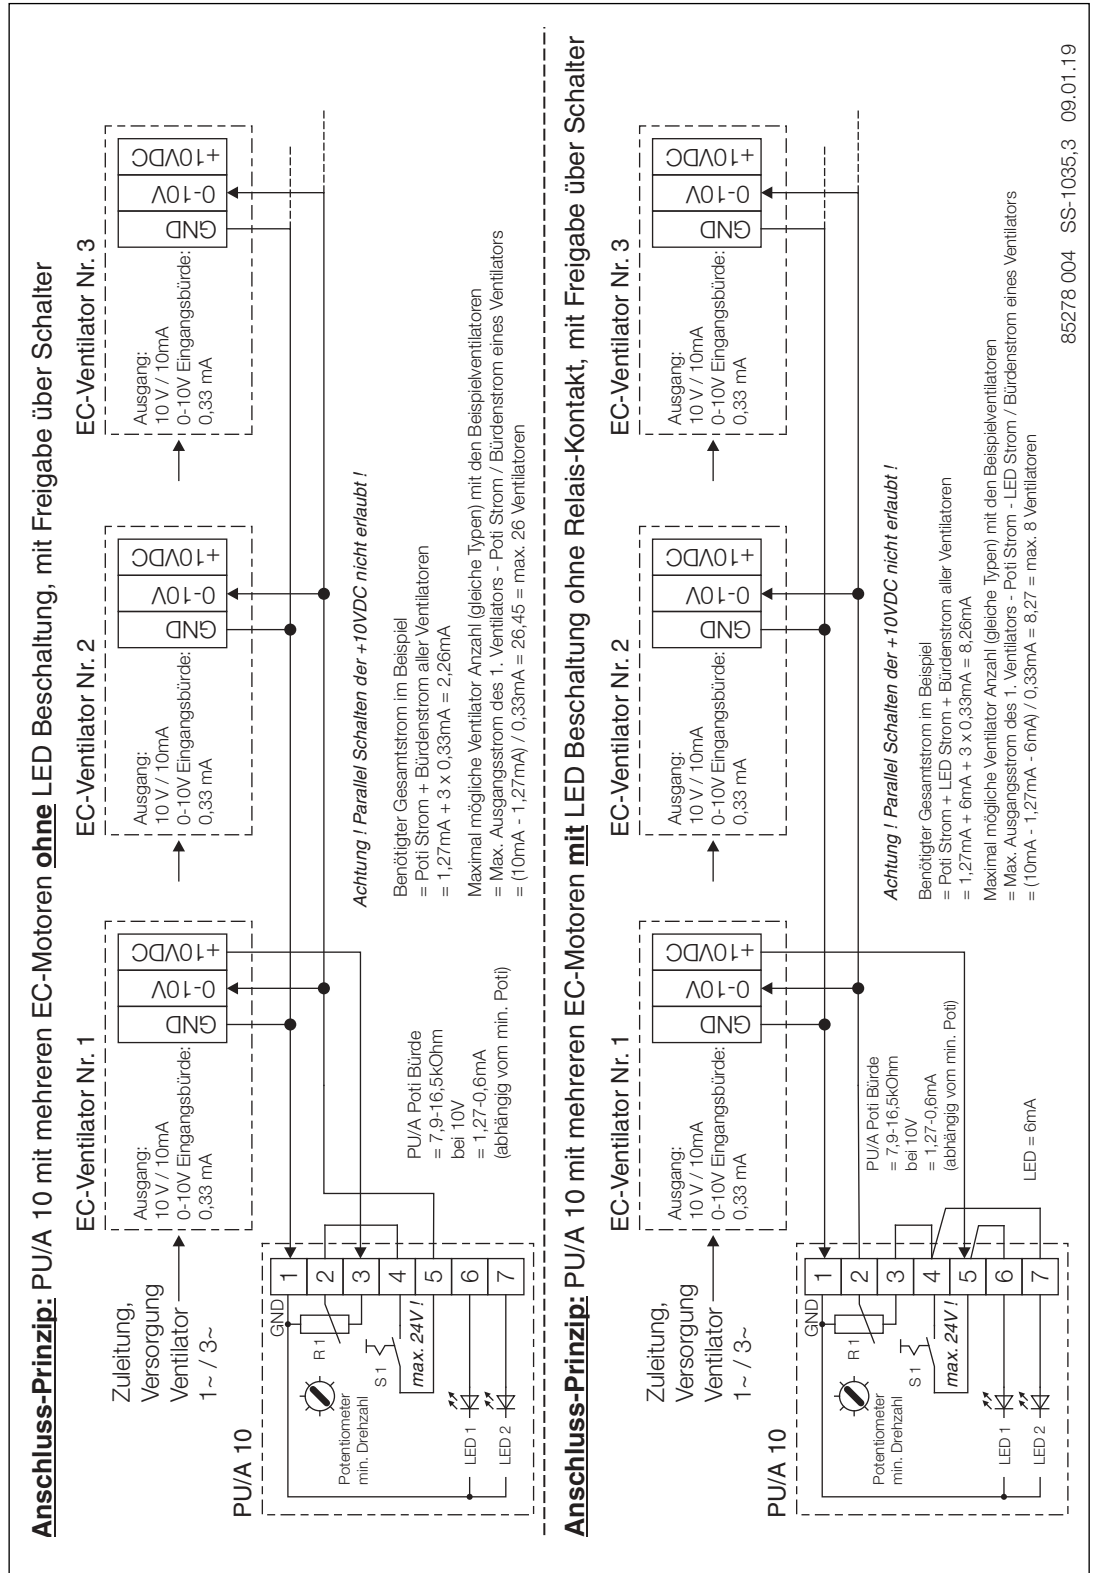 Anschluss-Prinzip: PU/A 10 mit mehreren EC-Motoren ohne LED Beschaltung, mit Freigabe über Schalter
EC-Ventilator Nr. 1
EC-Ventilator Nr. 2
EC-Ventilator Nr. 3
Zuleitung,
Versorgung
Ventilator
1~ / 3~
Ausgang:
10 V / 10mA
0-10V Eingangsbürde:
0,33 mA
GND
0-10V
+10VDC
Ausgang:
10 V / 10mA
0-10V Eingangsbürde:
0,33 mA
GND
0-10V
+10VDC
Ausgang:
10 V / 10mA
0-10V Eingangsbürde:
0,33 mA
GND
0-10V
+10VDC
PU/A 10
Potentiometer
min. Drehzahl
GND
R 1
S 1
max. 24V !
LED 1
LED 2
1
2
3
4
5
6
7
PU/A Poti Bürde
= 7,9-16,5kOhm
bei 10V
= 1,27-0,6mA
(abhängig vom min. Poti)
Achtung ! Parallel Schalten der +10VDC nicht erlaubt !
Benötigter Gesamtstrom im Beispiel
= Poti Strom + Bürdenstrom aller Ventilatoren
= 1,27mA + 3 x 0,33mA = 2,26mA
Maximal mögliche Ventilator Anzahl (gleiche Typen) mit den Beispielventilatoren
= Max. Ausgangsstrom des 1. Ventilators - Poti Strom / Bürdenstrom eines Ventilators
= (10mA - 1,27mA) / 0,33mA = 26,45 = max. 26 Ventilatoren
Anschluss-Prinzip: PU/A 10 mit mehreren EC-Motoren mit LED Beschaltung ohne Relais-Kontakt, mit Freigabe über Schalter
EC-Ventilator Nr. 1
EC-Ventilator Nr. 2
EC-Ventilator Nr. 3
Zuleitung,
Versorgung
Ventilator
1~ / 3~
Ausgang:
10 V / 10mA
0-10V Eingangsbürde:
0,33 mA
GND
0-10V
+10VDC
Ausgang:
10 V / 10mA
0-10V Eingangsbürde:
0,33 mA
GND
0-10V
+10VDC
Ausgang:
10 V / 10mA
0-10V Eingangsbürde:
0,33 mA
GND
0-10V
+10VDC
PU/A 10
Potentiometer
min. Drehzahl
GND
R 1
S 1
max. 24V !
LED 1
LED 2
1
2
3
4
5
6
7
PU/A Poti Bürde
= 7,9-16,5kOhm
bei 10V
= 1,27-0,6mA
(abhängig vom min. Poti)
LED = 6mA
Achtung ! Parallel Schalten der +10VDC nicht erlaubt !
Benötigter Gesamtstrom im Beispiel
= Poti Strom + LED Strom + Bürdenstrom aller Ventilatoren
= 1,27mA + 6mA + 3 x 0,33mA = 8,26mA
Maximal mögliche Ventilator Anzahl (gleiche Typen) mit den Beispielventilatoren
= Max. Ausgangsstrom des 1. Ventilators - Poti Strom - LED Strom / Bürdenstrom eines Ventilators
= (10mA - 1,27mA - 6mA) / 0,33mA = 8,27 = max. 8 Ventilatoren
85278 004 SS-1035,3 09.01.19